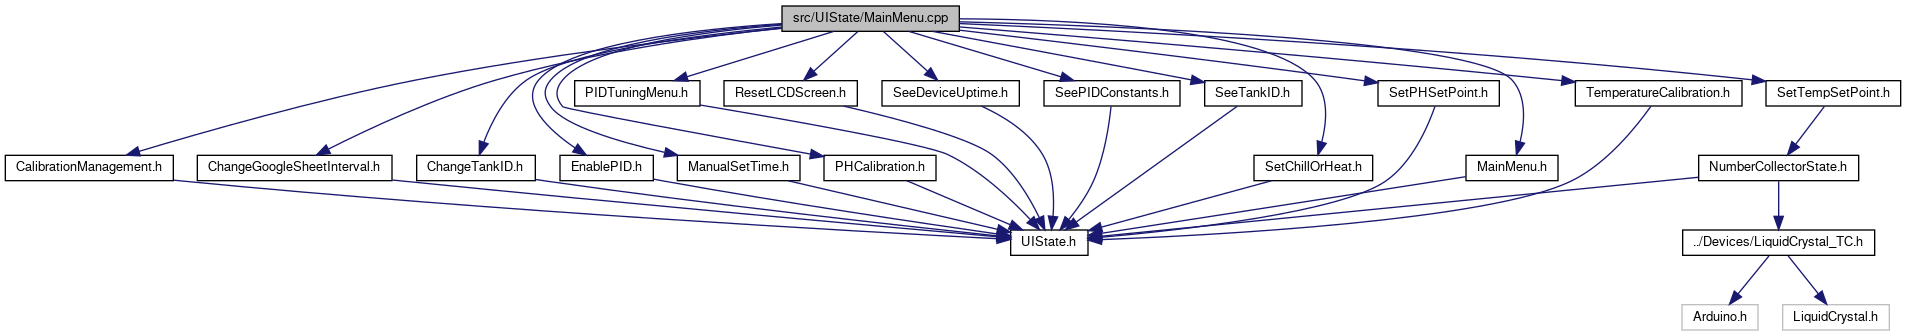 src/UIState/MainMenu.cpp
PIDTuningMenu.h
ResetLCDScreen.h
SeeDeviceUptime.h
SeePIDConstants.h
SeeTankID.h
SetPHSetPoint.h
TemperatureCalibration.h
SetTempSetPoint.h
CalibrationManagement.h
ChangeGoogleSheetInterval.h
ChangeTankID.h
EnablePID.h
ManualSetTime.h
PHCalibration.h
SetChillOrHeat.h
MainMenu.h
NumberCollectorState.h
UIState.h
../Devices/LiquidCrystal_TC.h
Arduino.h
LiquidCrystal.h